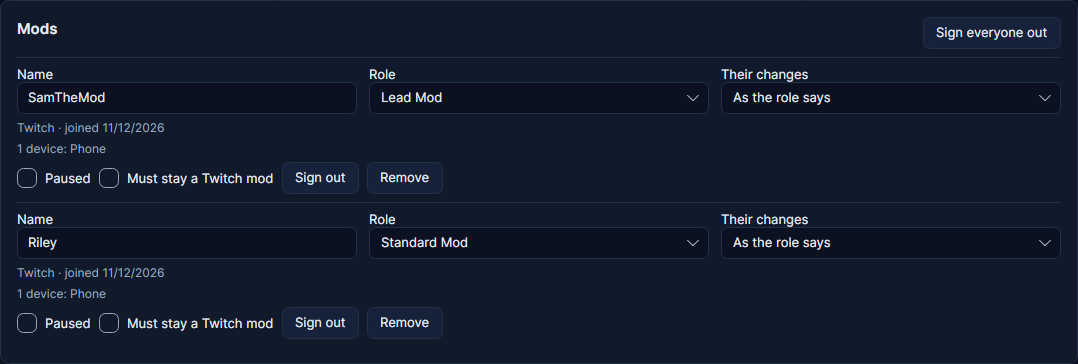 Mods
Sign everyone out
Name Role Their changes
SamTheMod Lead Mod As the role says
Twitch · joined 11/12/2026
1 device: Phone
Paused Must stay a Twitch mod Sign out Remove
Name Role Their changes
Riley Standard Mod As the role says
Twitch · joined 11/12/2026
1 device: Phone
Paused Must stay a Twitch mod Sign out Remove